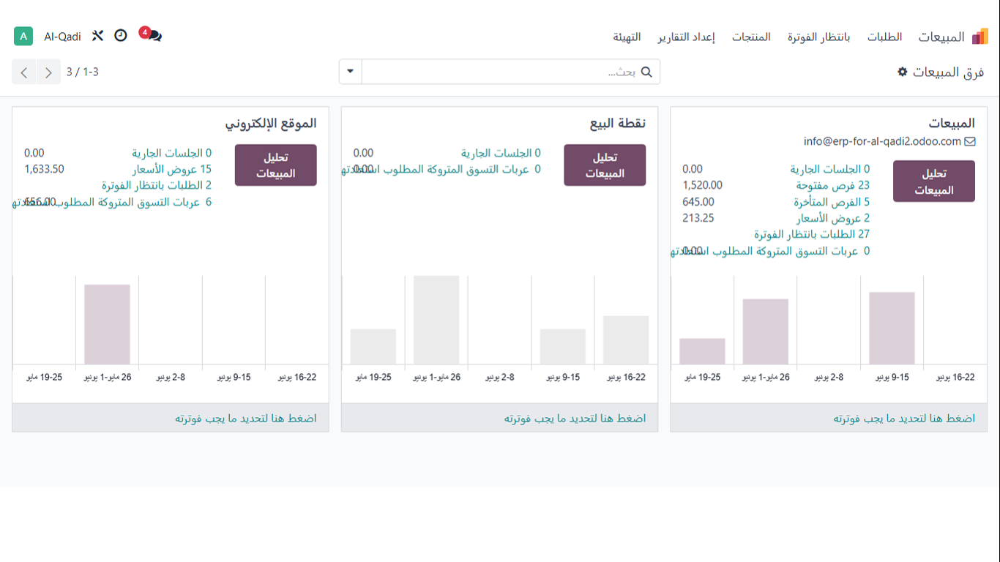 المبيعات الطلبات بانتظار الفوترة المنتجات إعداد التقارير التهيئة 4 Al-Qadi A
فرق المبيعات بحث... 1-3 / 3
المبيعات
info@erp-for-al-qadi2.odoo.com
تحليل
المبيعات
0 الجلسات الجارية 0.00
23 فرص مفتوحة 1,520.00
5 الفرص المتأخرة 645.00
2 عروض الأسعار 213.25
27 الطلبات بانتظار الفوترة
0 عربات التسوق المتروكة المطلوب استعادتها 0.00
19-25 مايو 26 مايو-1 يونيو 2-8 يونيو 9-15 يونيو 16-22 يونيو
اضغط هنا لتحديد ما يجب فوترته
نقطة البيع
تحليل
المبيعات
0 الجلسات الجارية 0.00
0 عربات التسوق المتروكة المطلوب استعادتها 0.00
19-25 مايو 26 مايو-1 يونيو 2-8 يونيو 9-15 يونيو 16-22 يونيو
اضغط هنا لتحديد ما يجب فوترته
الموقع الإلكتروني
تحليل
المبيعات
0 الجلسات الجارية 0.00
15 عروض الأسعار 1,633.50
2 الطلبات بانتظار الفوترة
6 عربات التسوق المتروكة المطلوب استعادتها 656.00
19-25 مايو 26 مايو-1 يونيو 2-8 يونيو 9-15 يونيو 16-22 يونيو
اضغط هنا لتحديد ما يجب فوترته